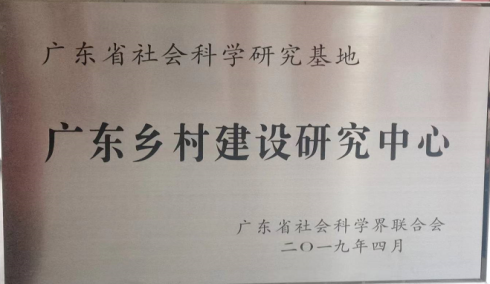 广东省社会科学研究基地
广东乡村建设研究中心
广东省社会科学界联合会
二〇一九年四月